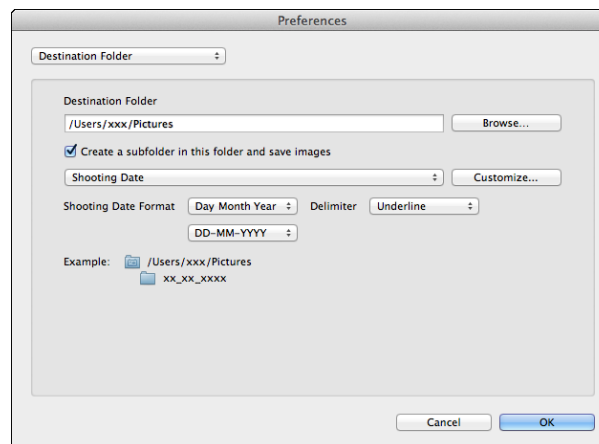 Preferences
Destination Folder
Destination Folder
/Users/xxx/Pictures
Browse...
Create a subfolder in this folder and save images
Shooting Date
Customize...
Shooting Date Format Day Month Year Delimiter Underline
DD-MM-YYYY
Example: /Users/xxx/Pictures
xx_xx_xxxx
Cancel OK